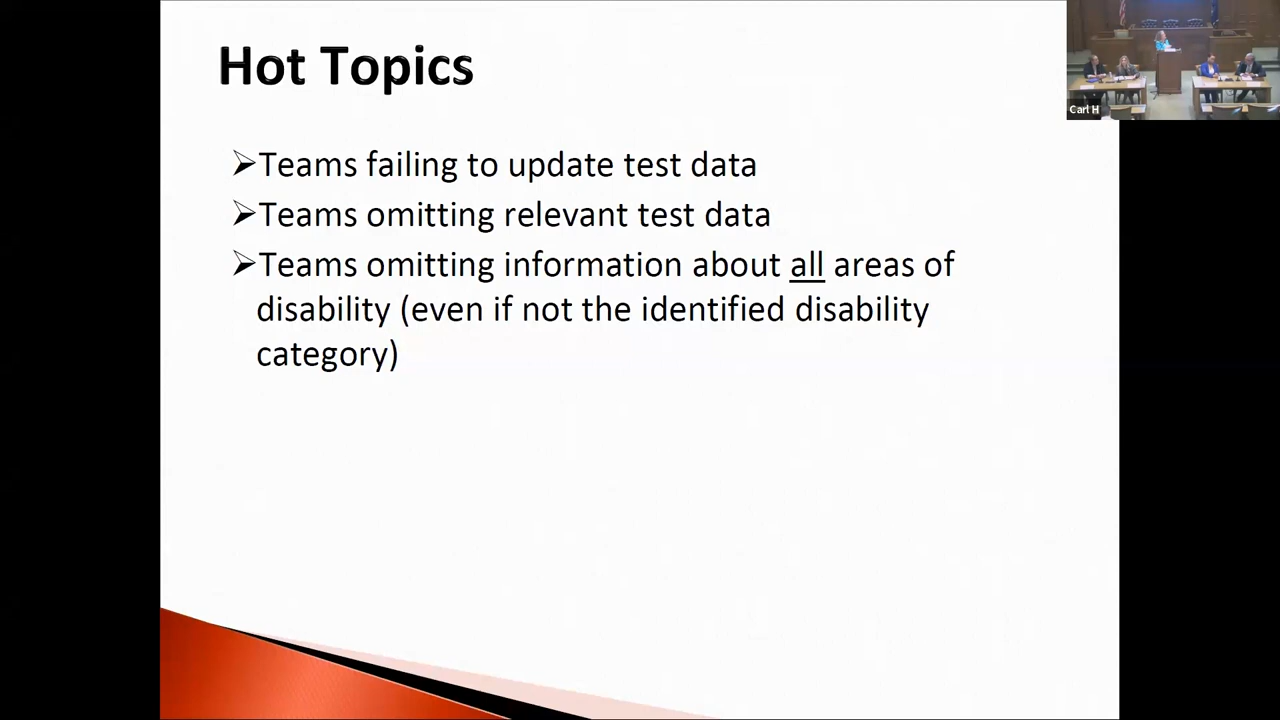 Hot Topics
Carl H
➢Teams failing to update test data
➢Teams omitting relevant test data
➢Teams omitting information about all areas of
disability (even if not the identified disability
category)